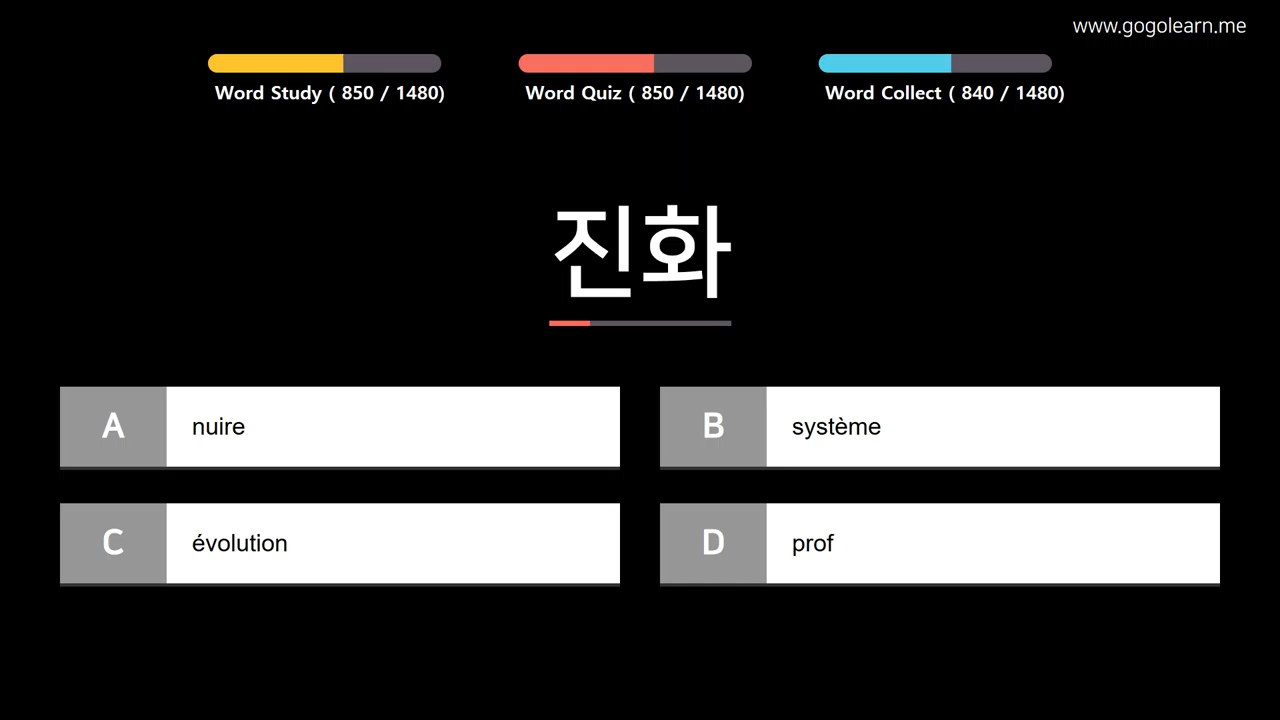 www.gogolearn.me
Word Study ( 850 / 1480)
Word Quiz ( 850 / 1480)
Word Collect ( 840 / 1480)
진화
A
nuire
B
système
C
évolution
D
prof